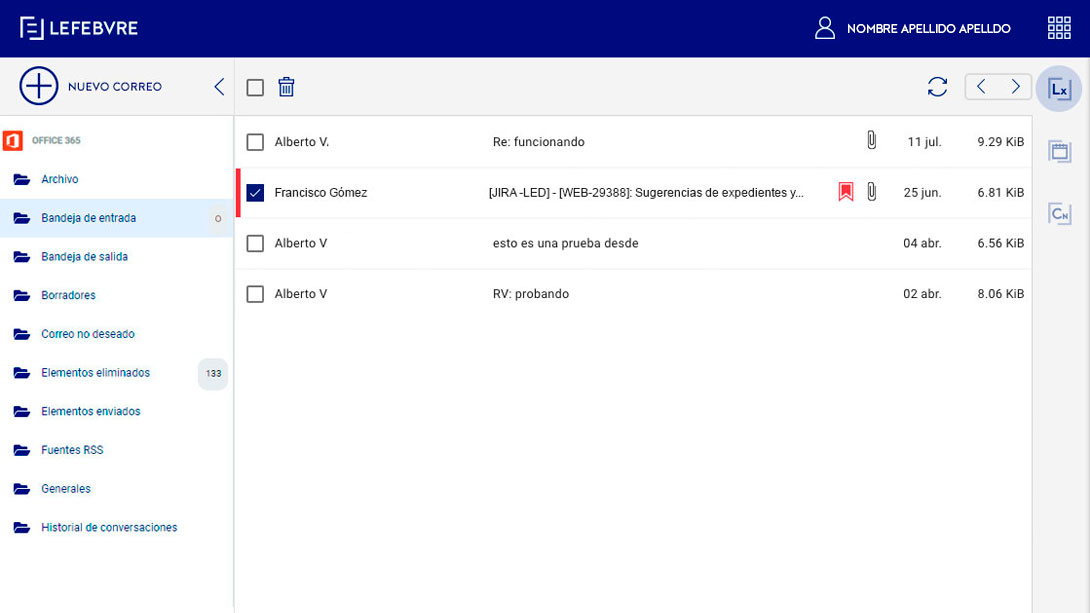 LEFEBVRE
NOMBRE APELLIDO APELLDO
NUEVO CORREO
Lx
OFFICE 365
Archivo
Bandeja de entrada 0
Bandeja de salida
Borradores
Correo no deseado
Elementos eliminados 133
Elementos enviados
Fuentes RSS
Generales
Historial de conversaciones
Alberto V. Re: funcionando 11 jul. 9.29 KiB
Francisco Gómez [JIRA-LED] - [WEB-29388]: Sugerencias de expedientes y... 25 jun. 6.81 KiB
Alberto V esto es una prueba desde 04 abr. 6.56 KiB
Alberto V RV: probando 02 abr. 8.06 KiB
CN